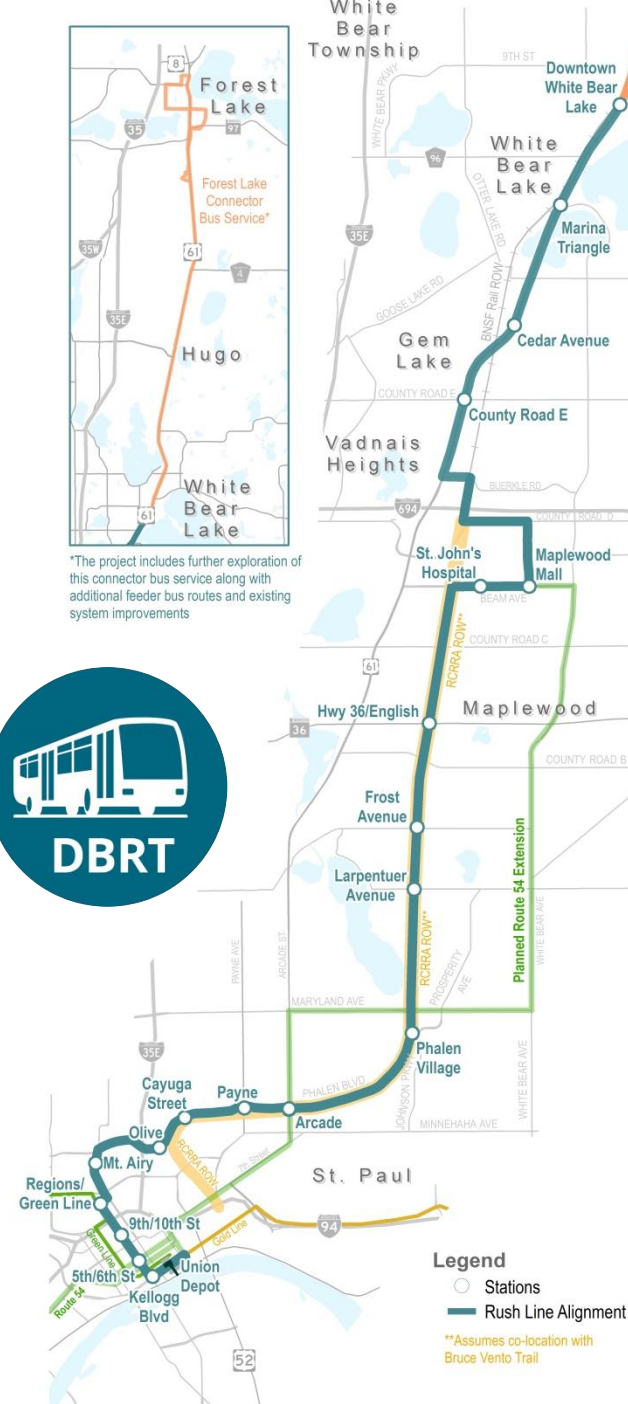 White
Bear
Township
8
Forest
Lake
35
97
Forest Lake
Connector
Bus Service*
61
35W
4
35E
Hugo
White
Bear
Lake
61
*The project includes further exploration of
this connector bus service along with
additional feeder bus routes and existing
system improvements
9TH ST
Downtown
White Bear
Lake
WHITE BEAR PKWY
96
White
Bear
Lake
OTTER LAKE RD
Marina
Triangle
35E
BNSF Rail ROW
GOOSE LAKE RD
Gem
Lake
Cedar Avenue
COUNTY ROAD E
County Road E
Vadnais
Heights
BUERKLE RD
694
COUNTY ROAD D
St. John's
Hospital
Maplewood
Mall
BEAM AVE
RCRRA ROW**
COUNTY ROAD C
61
Hwy 36/English
Maplewood
36
COUNTY ROAD B
DBRT
Frost
Avenue
Larpentuer
Avenue
Planned Route 54 Extension
WHITE BEAR AVE
RCRRA ROW**
PAYNE AVE
ARCADE ST
PROSPERITY
AVE
MARYLAND AVE
35E
Phalen
Village
Cayuga
Street
Payne
PHALEN BLVD
JOHNSON PKWY
WHITE BEAR AVE
Arcade
MINNEHAHA AVE
Olive
Mt. Airy
RCRRA ROW
7th Street
St. Paul
Regions/
Green Line
9th/10th St
94
Green Line
Gold Line
5th/6th St
Union
Depot
Route 54
Kellogg
Blvd
52
Legend
Stations
Rush Line Alignment
**Assumes co-location with
Bruce Vento Trail